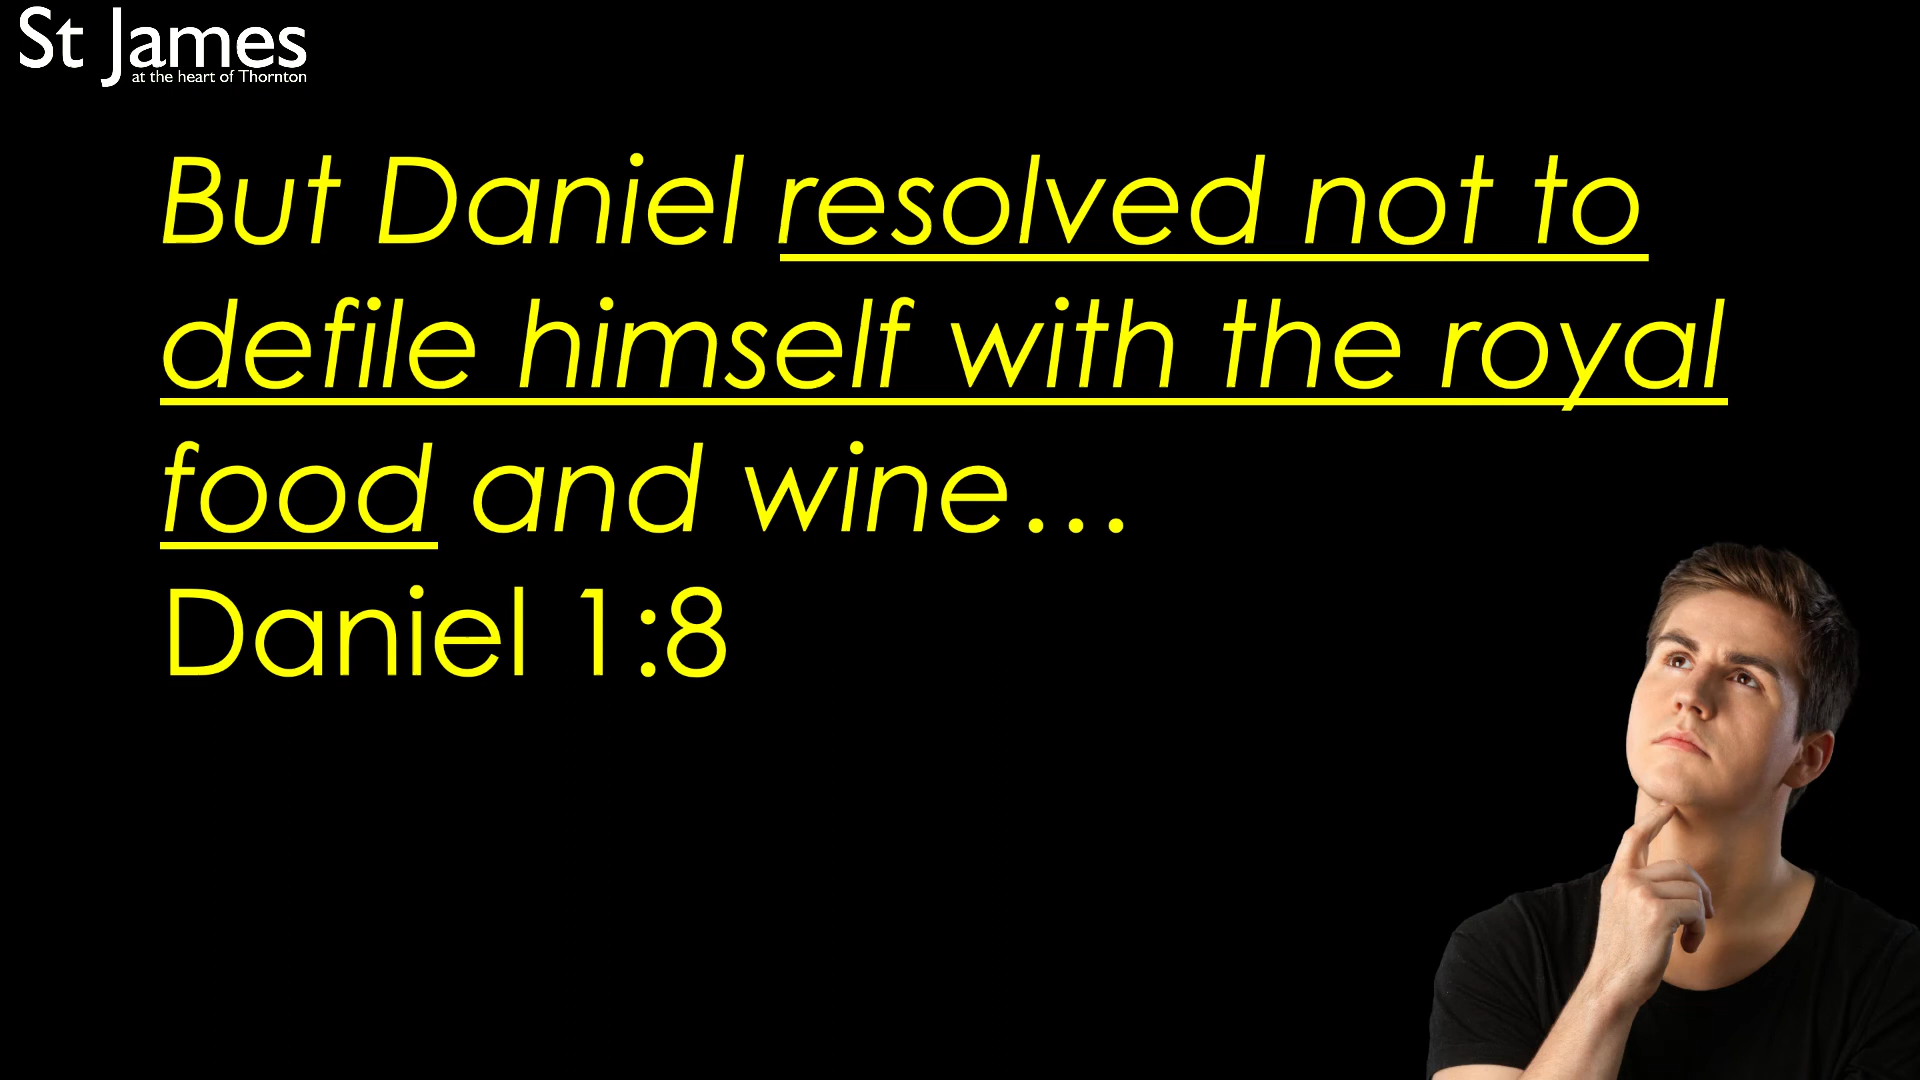 St James
at the heart of Thornton
But Daniel resolved not to
defile himself with the royal
food and wine…
Daniel 1:8